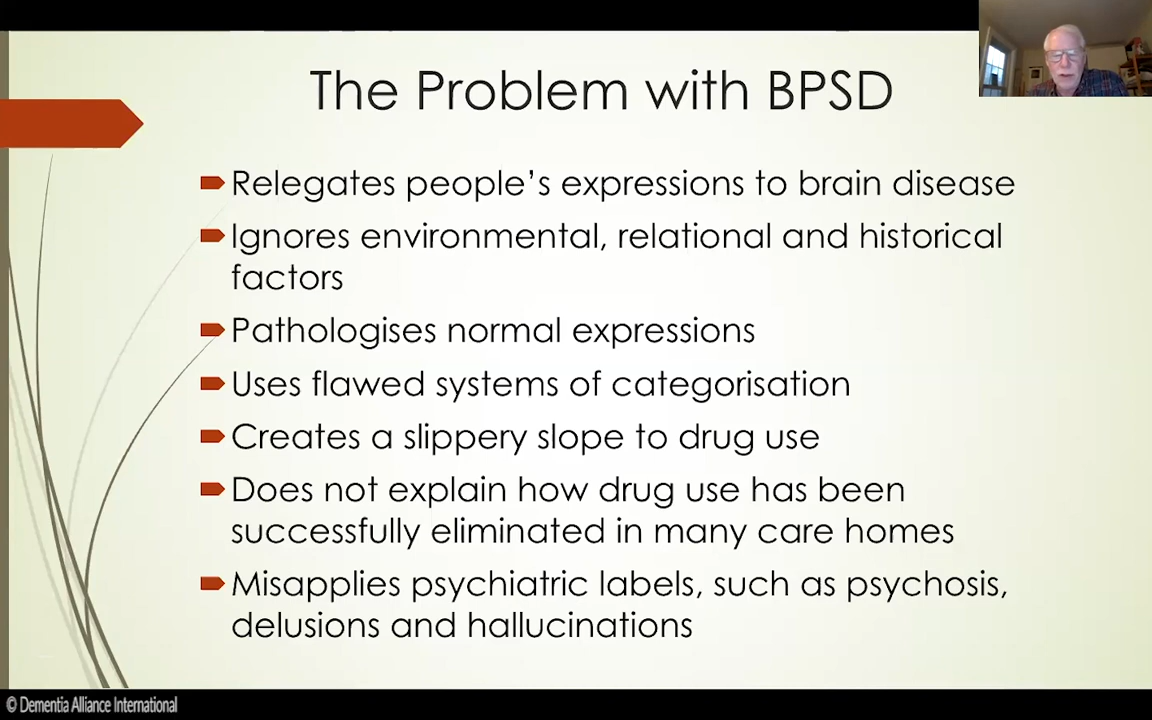 The Problem with BPSD
Relegates people's expressions to brain disease
Ignores environmental, relational and historical
factors
Pathologises normal expressions
Uses flawed systems of categorisation
Creates a slippery slope to drug use
Does not explain how drug use has been
successfully eliminated in many care homes
Misapplies psychiatric labels, such as psychosis,
delusions and hallucinations
© Dementia Alliance International